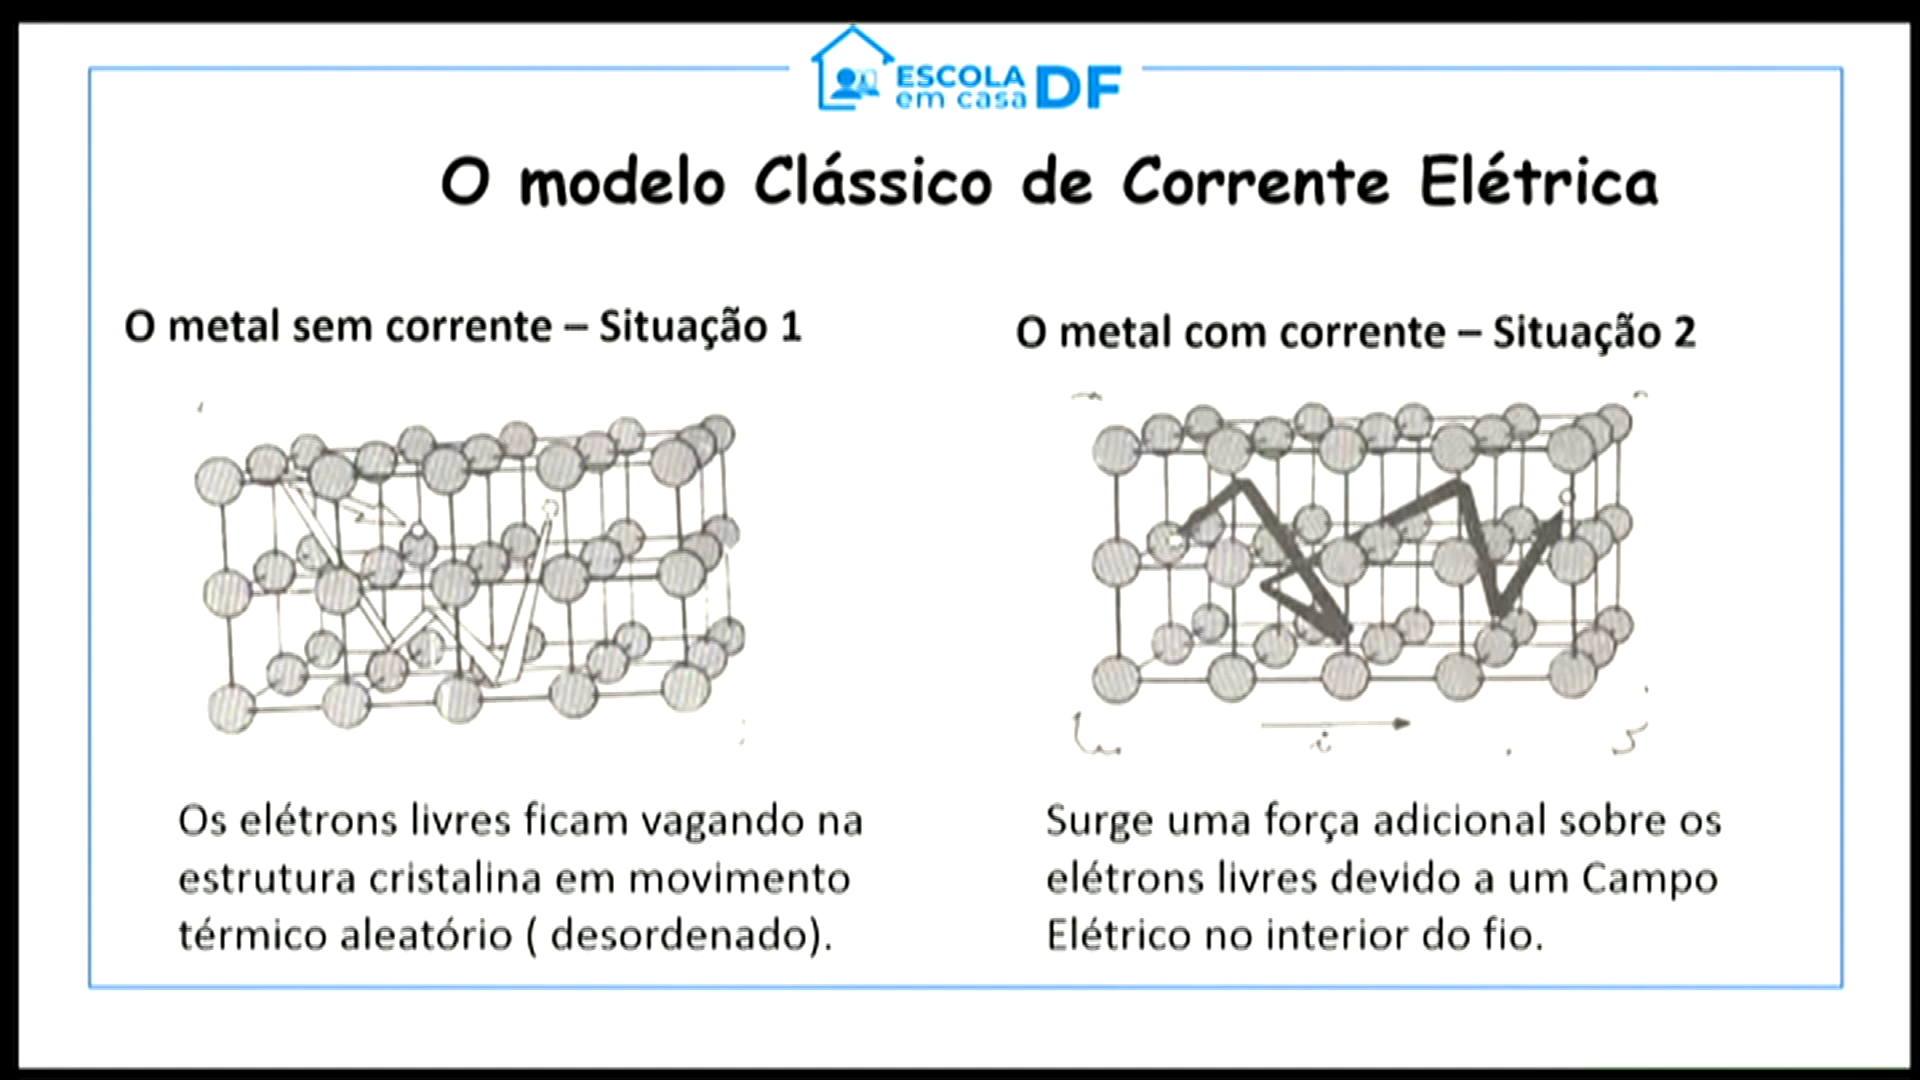 ESCOLA
em casa DF
O modelo Clássico de Corrente Elétrica
O metal sem corrente – Situação 1
O metal com corrente – Situação 2
i
Os elétrons livres ficam vagando na
estrutura cristalina em movimento
térmico aleatório ( desordenado).
Surge uma força adicional sobre os
elétrons livres devido a um Campo
Elétrico no interior do fio.